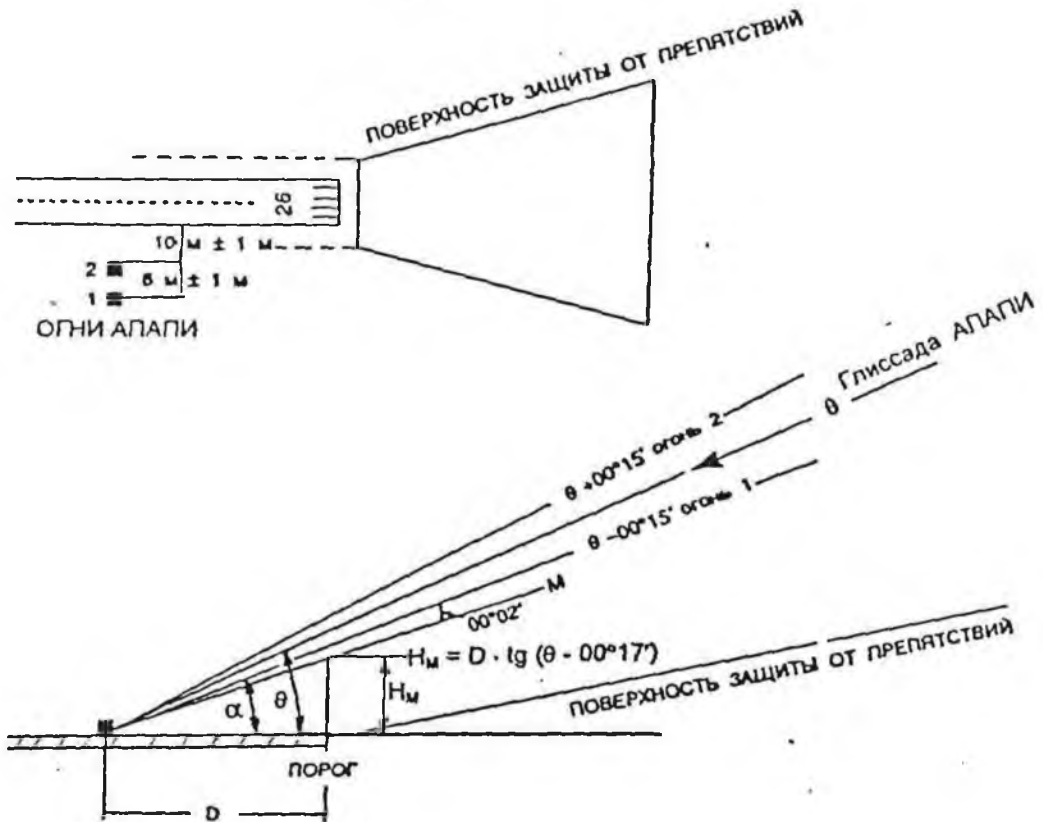 ПОВЕРХНОСТЬ ЗАЩИТЫ ОТ ПРЕПЯТСТВИЙ
26
10 м ± 1 м
2
6 м ± 1 м
1
ОГНИ АПАПИ
Глиссада АПАПИ
θ
θ +00°15' огонь 2
θ –00°15' огонь 1
М
00°02'
Hм = D · tg (θ - 00°17')
Hм
α
θ
ПОВЕРХНОСТЬ ЗАЩИТЫ ОТ ПРЕПЯТСТВИЙ
ПОРОГ
D